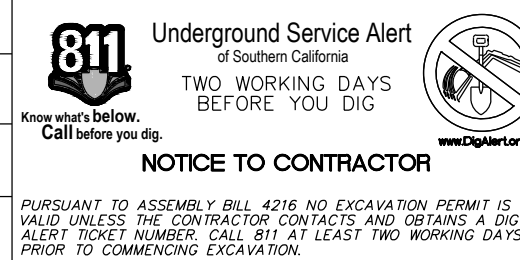 811
Underground Service Alert
of Southern California
TWO WORKING DAYS
BEFORE YOU DIG
Know what's below.
Call before you dig.
www.DigAlert.or
NOTICE TO CONTRACTOR
PURSUANT TO ASSEMBLY BILL 4216 NO EXCAVATION PERMIT IS
VALID UNLESS THE CONTRACTOR CONTACTS AND OBTAINS A DIG
ALERT TICKET NUMBER. CALL 811 AT LEAST TWO WORKING DAYS
PRIOR TO COMMENCING EXCAVATION.